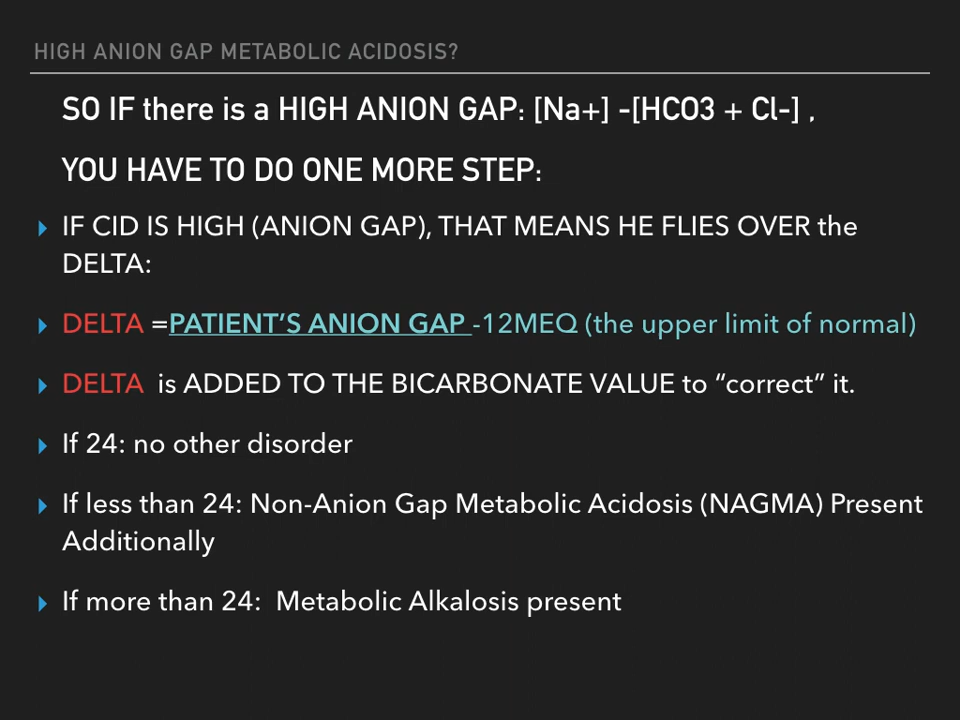 HIGH ANION GAP METABOLIC ACIDOSIS?
SO IF there is a HIGH ANION GAP: [Na+] -[HCO3 + Cl-] ,
YOU HAVE TO DO ONE MORE STEP:
IF CID IS HIGH (ANION GAP), THAT MEANS HE FLIES OVER the
DELTA:
DELTA =PATIENT'S ANION GAP -12MEQ (the upper limit of normal)
DELTA is ADDED TO THE BICARBONATE VALUE to “correct” it.
If 24: no other disorder
If less than 24: Non-Anion Gap Metabolic Acidosis (NAGMA) Present
Additionally
If more than 24: Metabolic Alkalosis present